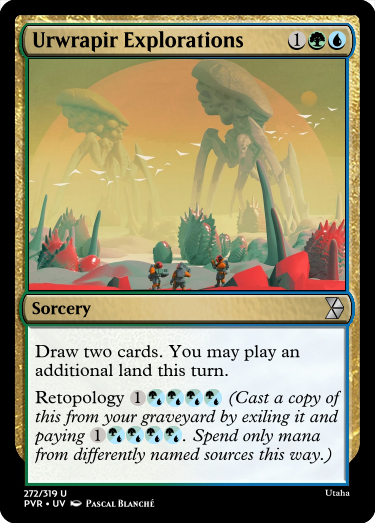 Urwrapir Explorations 1
Sorcery
Draw two cards. You may play an
additional land this turn.
Retopology 1 (Cast a copy of
this from your graveyard by exiling it and
paying 1. Spend only mana
from differently named sources this way.)
272/319 U
Utaha
PVR • UV Pascal Blanché